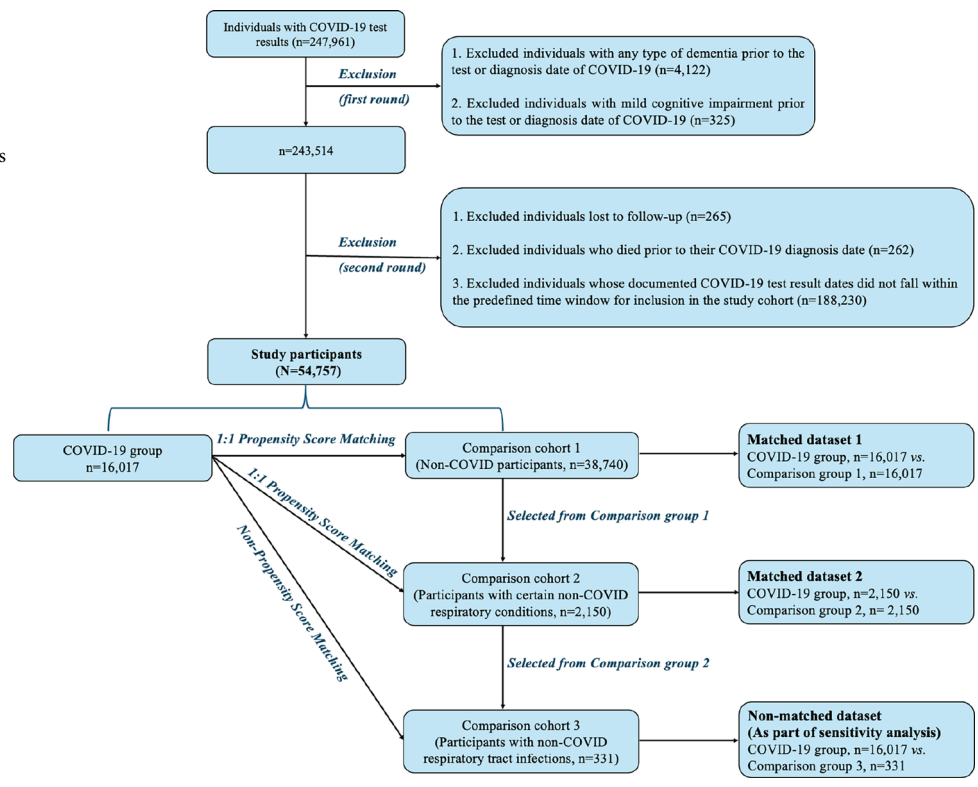 Individuals with COVID-19 test
results (n=247,961)
Exclusion
(first round)
1. Excluded individuals with any type of dementia prior to the
test or diagnosis date of COVID-19 (n=4,122)
2. Excluded individuals with mild cognitive impairment prior
to the test or diagnosis date of COVID-19 (n=325)
n=243,514
s
Exclusion
(second round)
1. Excluded individuals lost to follow-up (n=265)
2. Excluded individuals who died prior to their COVID-19 diagnosis date (n=262)
3. Excluded individuals whose documented COVID-19 test result dates did not fall within
the predefined time window for inclusion in the study cohort (n=188,230)
Study participants
(N=54,757)
COVID-19 group
n=16,017
1:1 Propensity Score Matching
Comparison cohort 1
(Non-COVID participants, n=38,740)
Matched dataset 1
COVID-19 group, n=16,017 vs.
Comparison group 1, n=16,017
1:1 Propensity Score Matching
Selected from Comparison group 1
Non-Propensity Score Matching
Comparison cohort 2
(Participants with certain non-COVID
respiratory conditions, n=2,150)
Matched dataset 2
COVID-19 group, n=2,150 vs.
Comparison group 2, n= 2,150
Selected from Comparison group 2
Comparison cohort 3
(Participants with non-COVID
respiratory tract infections, n=331)
Non-matched dataset
(As part of sensitivity analysis)
COVID-19 group, n=16,017 vs.
Comparison group 3, n=331